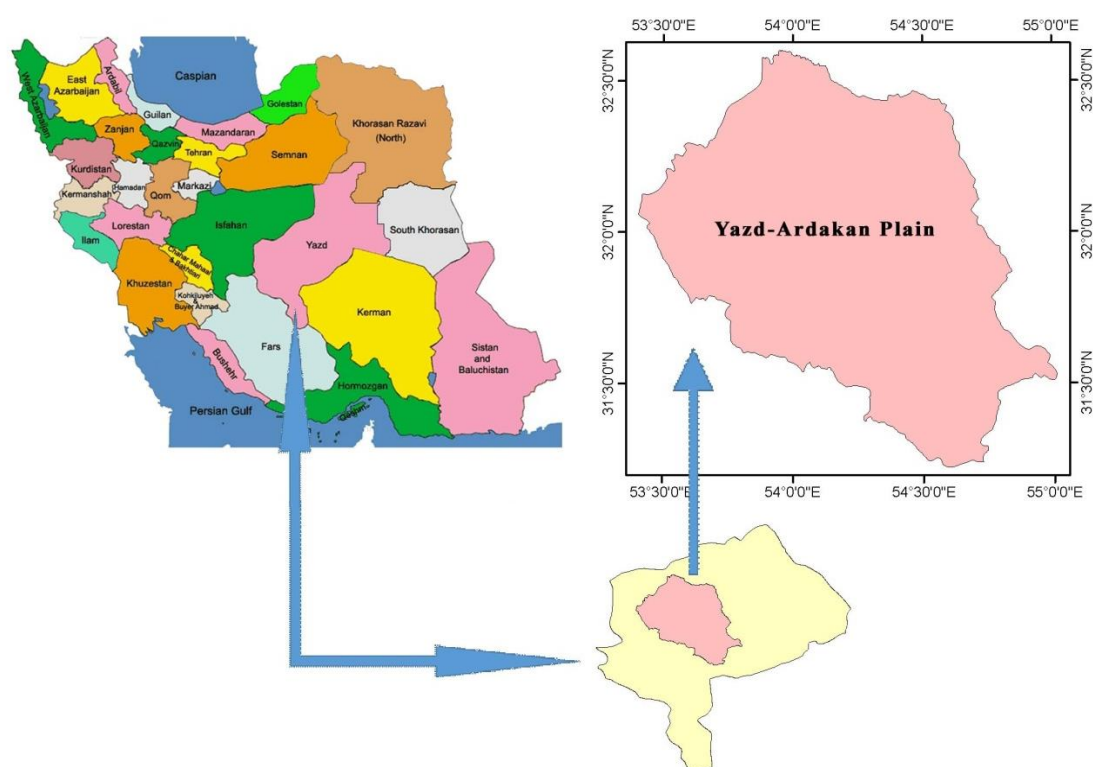 Caspian
West Azarbaijan
East
Azarbaijan
Ardabil
Guilan
Golestan
Khorasan Razavi
(North)
Zanjan
Qazvin
Mazandaran
Tehran
Semnan
Kurdistan
Hamadan
Qom
Markazi
Kermanshah
Isfahan
Yazd
South Khorasan
Ilam
Lorestan
Khuzestan
Kohkiluyeh
Buyer Ahmad
Fars
Kerman
Bushehr
Sistan
and
Baluchistan
Hormozgan
Persian Gulf
53°30'0"E
54°0'0"E
54°30'0"E
55°0'0"E
32°30'0"N
32°0'0"N
31°30'0"N
Yazd-Ardakan Plain
32°30'0"N
32°0'0"N
31°30'0"N
53°30'0"E
54°0'0"E
54°30'0"E
55°0'0"E